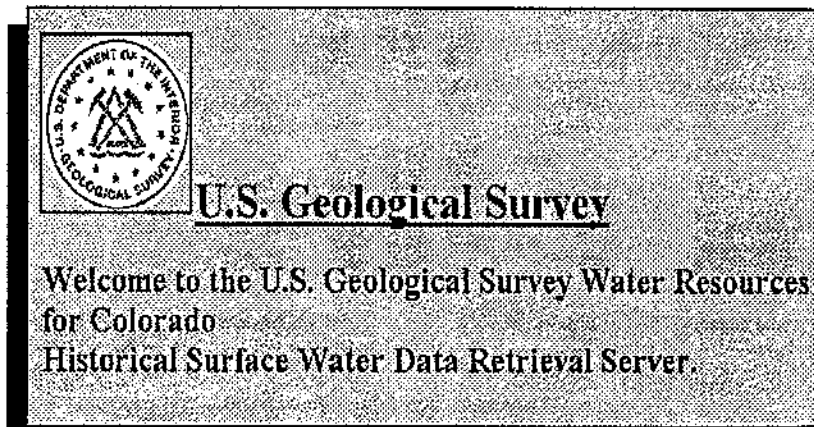 U.S. DEPARTMENT OF THE INTERIOR
GEOLOGICAL SURVEY
U.S. Geological Survey
Welcome to the U.S. Geological Survey Water Resources
for Colorado
Historical Surface Water Data Retrieval Server.